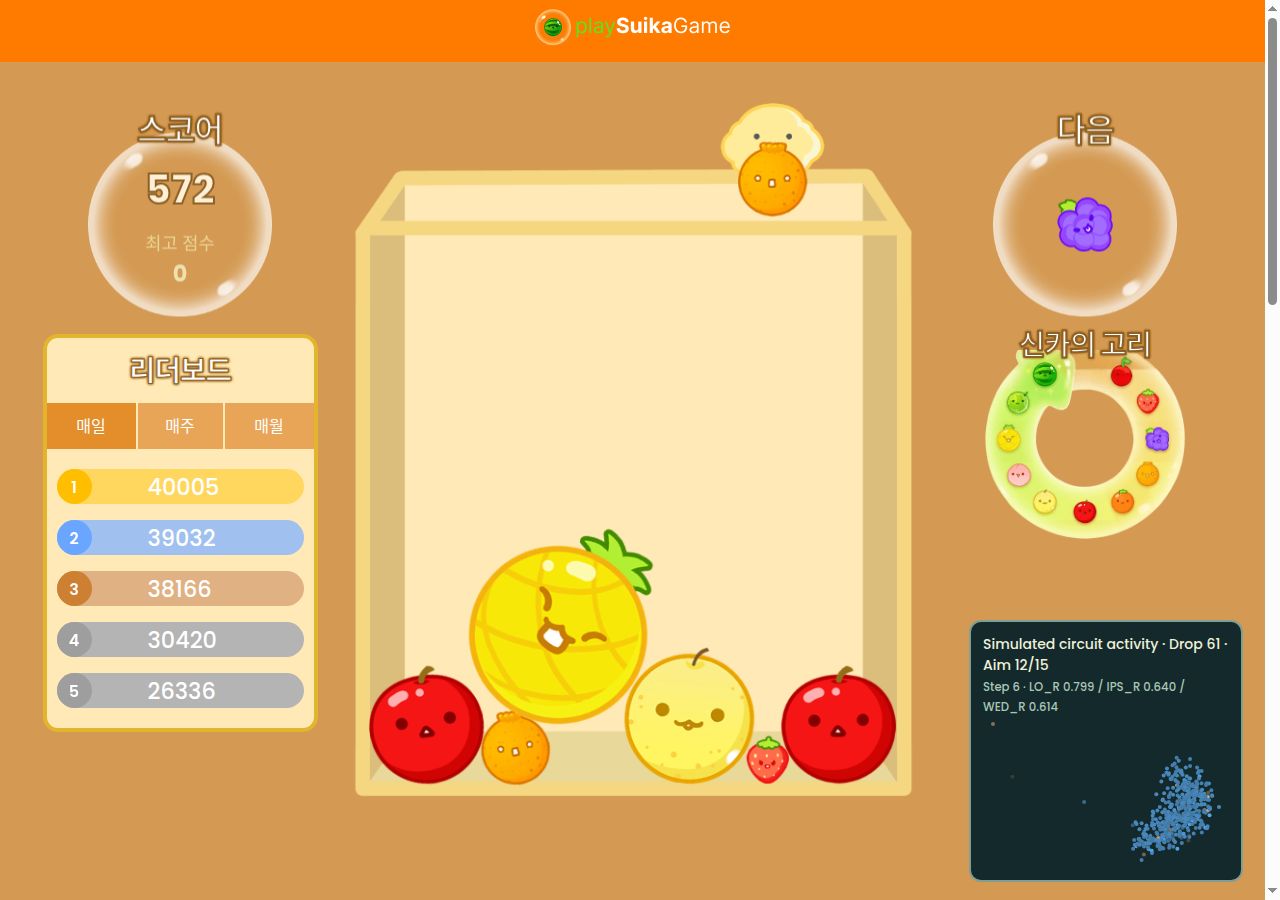 playSuikaGame
스코어
572
최고 점수
0
다음
신카의 고리
리더보드
매일 매주 매월
1 40005
2 39032
3 38166
4 30420
5 26336
Simulated circuit activity · Drop 61 ·
Aim 12/15
Step 6 · LO_R 0.799 / IPS_R 0.640 /
WED_R 0.614